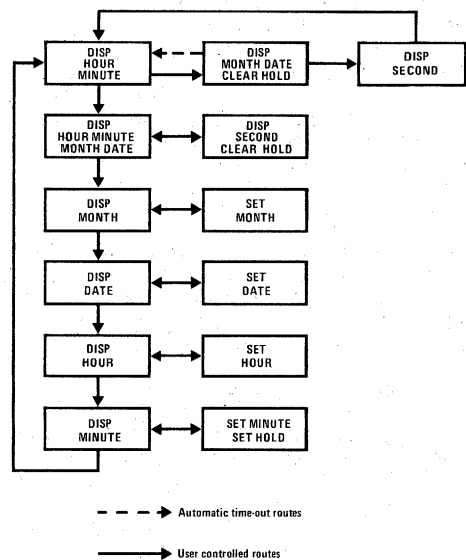 DISP
HOUR
MINUTE
DISP
MONTH DATE
CLEAR HOLD
DISP
SECOND
DISP
HOUR MINUTE
MONTH DATE
DISP
SECOND
CLEAR HOLD
DISP
MONTH
SET
MONTH
DISP
DATE
SET
DATE
DISP
HOUR
SET
HOUR
DISP
MINUTE
SET MINUTE
SET HOLD
Automatic time-out routes
User controlled routes